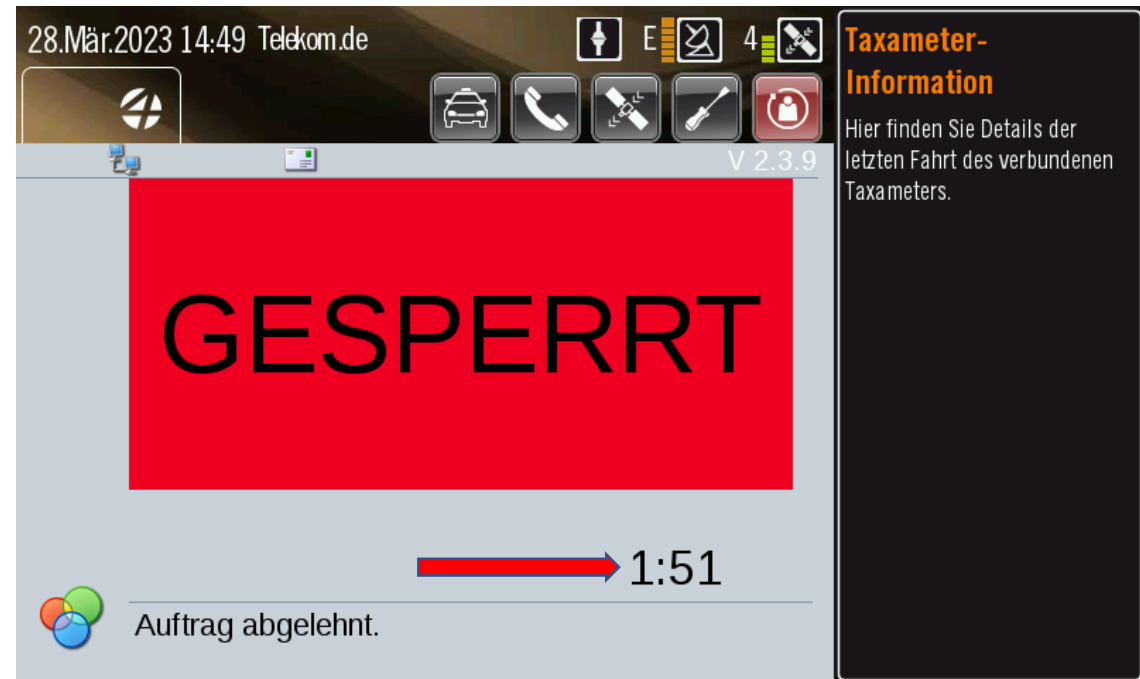 28.Mär.2023 14:49 Telekom.de
E
4
V 2.3.9
GESPERRT
1:51
Auftrag abgelehnt.
Taxameter-
Information
Hier finden Sie Details der
letzten Fahrt des verbundenen
Taxameters.